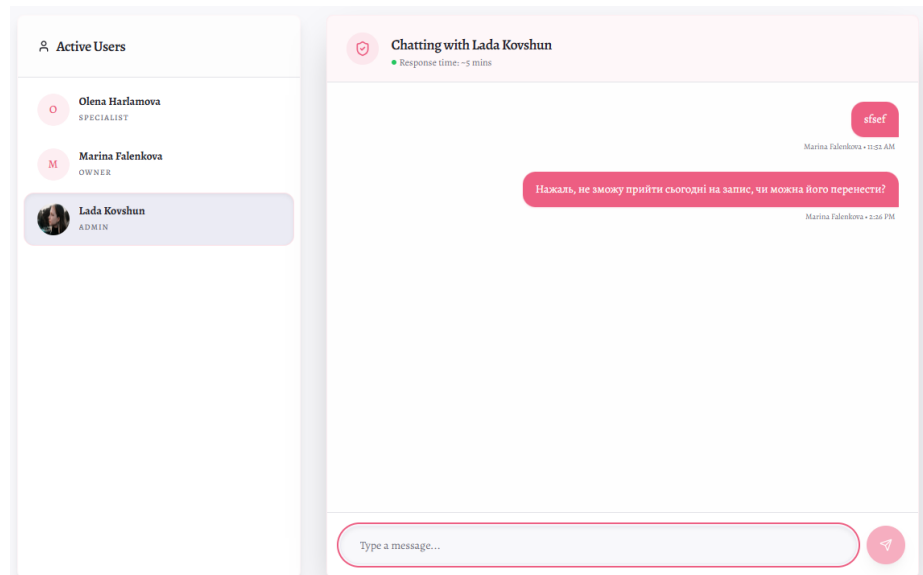 Active Users
O
Olena Harlamova
SPECIALIST
M
Marina Falenkova
OWNER
Lada Kovshun
ADMIN
Chatting with Lada Kovshun
Response time: ~5 mins
sfsef
Marina Falenkova • 11:52 AM
Нажаль, не зможу прийти сьогодні на запис, чи можна його перенести?
Marina Falenkova • 2:26 PM
Type a message...